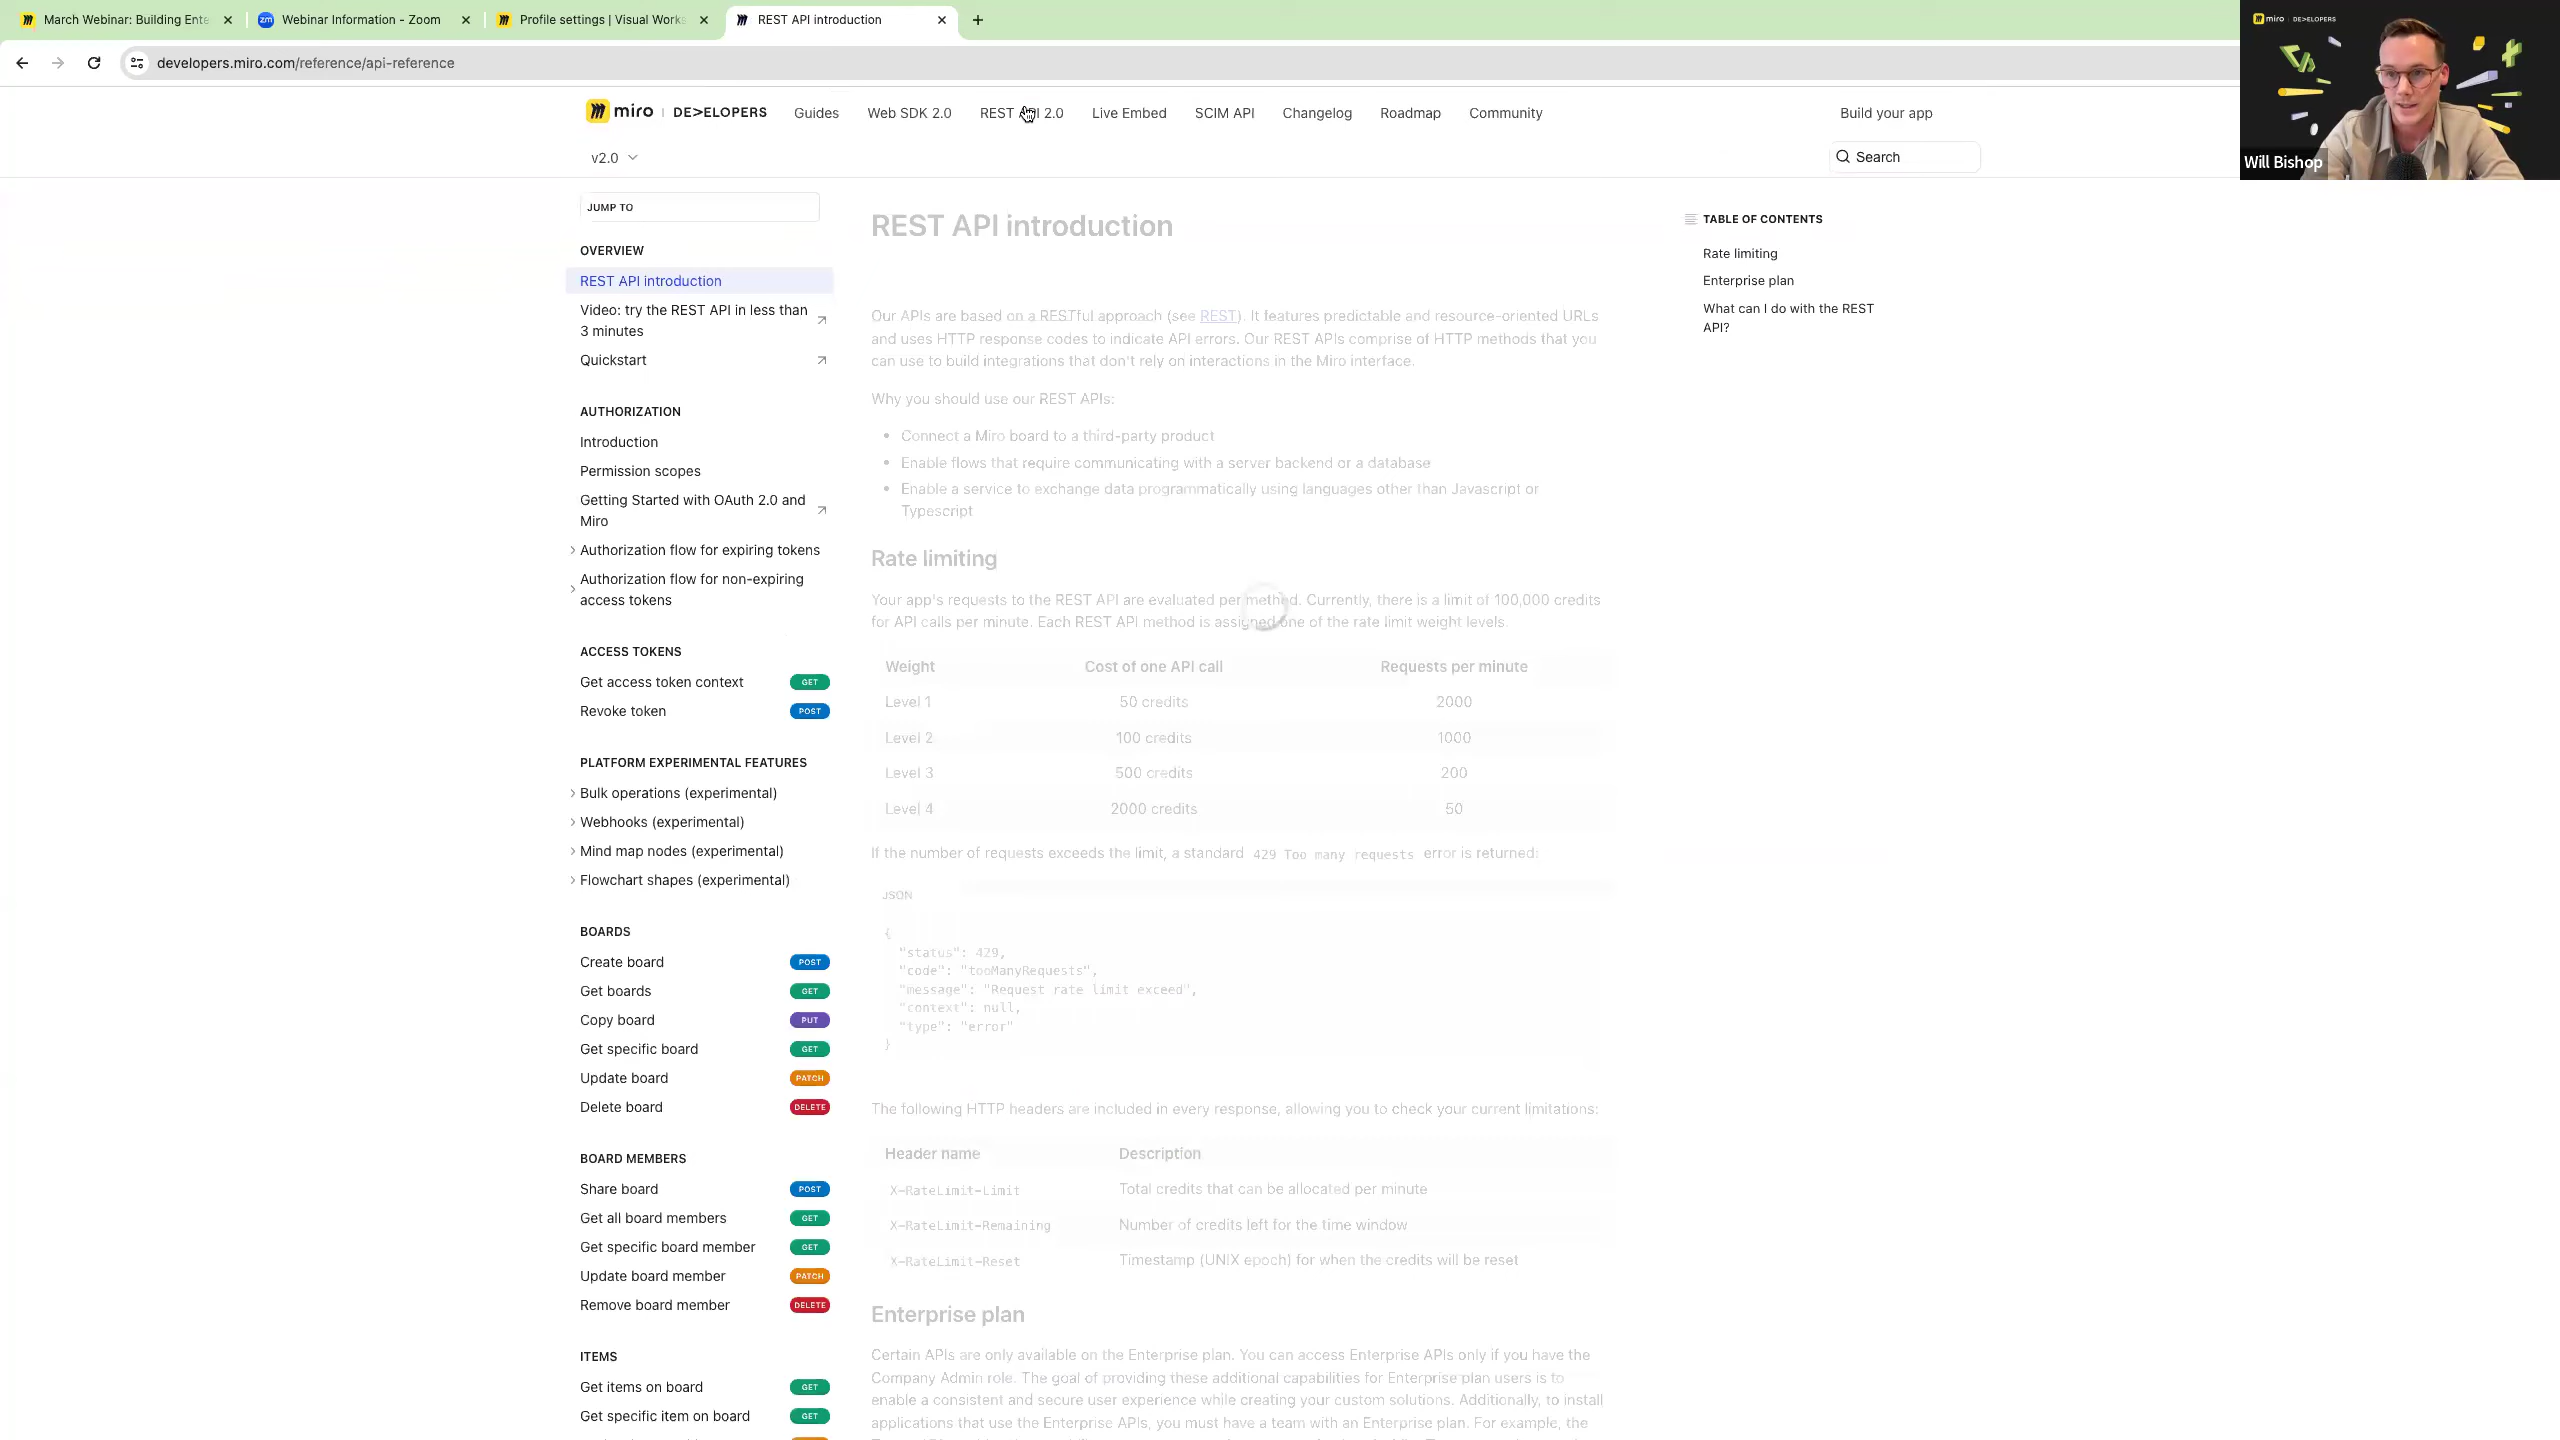 March Webinar: Building Ente
Webinar Information - Zoom
Profile settings | Visual Works
REST API introduction
developers.miro.com/reference/api-reference
miro | DEVELOPERS
Will Bishop
miro DE>ELOPERS
Guides
Web SDK 2.0
REST API 2.0
Live Embed
SCIM API
Changelog
Roadmap
Community
Build your app
v2.0
Search
JUMP TO
OVERVIEW
REST API introduction
Video: try the REST API in less than
3 minutes
Quickstart
AUTHORIZATION
Introduction
Permission scopes
Getting Started with OAuth 2.0 and
Miro
Authorization flow for expiring tokens
Authorization flow for non-expiring
access tokens
ACCESS TOKENS
Get access token context GET
Revoke token POST
PLATFORM EXPERIMENTAL FEATURES
Bulk operations (experimental)
Webhooks (experimental)
Mind map nodes (experimental)
Flowchart shapes (experimental)
BOARDS
Create board POST
Get boards GET
Copy board PUT
Get specific board GET
Update board PATCH
Delete board DELETE
BOARD MEMBERS
Share board POST
Get all board members GET
Get specific board member GET
Update board member PATCH
Remove board member DELETE
ITEMS
Get items on board GET
Get specific item on board GET
REST API introduction
Our APIs are based on a RESTful approach (see REST). It features predictable and resource-oriented URLs
and uses HTTP response codes to indicate API errors. Our REST APIs comprise of HTTP methods that you
can use to build integrations that don't rely on interactions in the Miro interface.
Why you should use our REST APIs:
• Connect a Miro board to a third-party product
• Enable flows that require communicating with a server backend or a database
• Enable a service to exchange data programmatically using languages other than Javascript or
Typescript
Rate limiting
Your app's requests to the REST API are evaluated per method. Currently, there is a limit of 100,000 credits
for API calls per minute. Each REST API method is assigned one of the rate limit weight levels.
Weight Cost of one API call Requests per minute
Level 1 50 credits 2000
Level 2 100 credits 1000
Level 3 500 credits 200
Level 4 2000 credits 50
If the number of requests exceeds the limit, a standard 429 Too many requests error is returned:
JSON
{
"status": 429,
"code": "tooManyRequests",
"message": "Request rate limit exceed",
"context": null,
"type": "error"
}
The following HTTP headers are included in every response, allowing you to check your current limitations:
Header name Description
X-RateLimit-Limit Total credits that can be allocated per minute
X-RateLimit-Remaining Number of credits left for the time window
X-RateLimit-Reset Timestamp (UNIX epoch) for when the credits will be reset
Enterprise plan
Certain APIs are only available on the Enterprise plan. You can access Enterprise APIs only if you have the
Company Admin role. The goal of providing these additional capabilities for Enterprise plan users is to
enable a consistent and secure user experience while creating your custom solutions. Additionally, to install
applications that use the Enterprise APIs, you must have a team with an Enterprise plan. For example, the
TABLE OF CONTENTS
Rate limiting
Enterprise plan
What can I do with the REST
API?